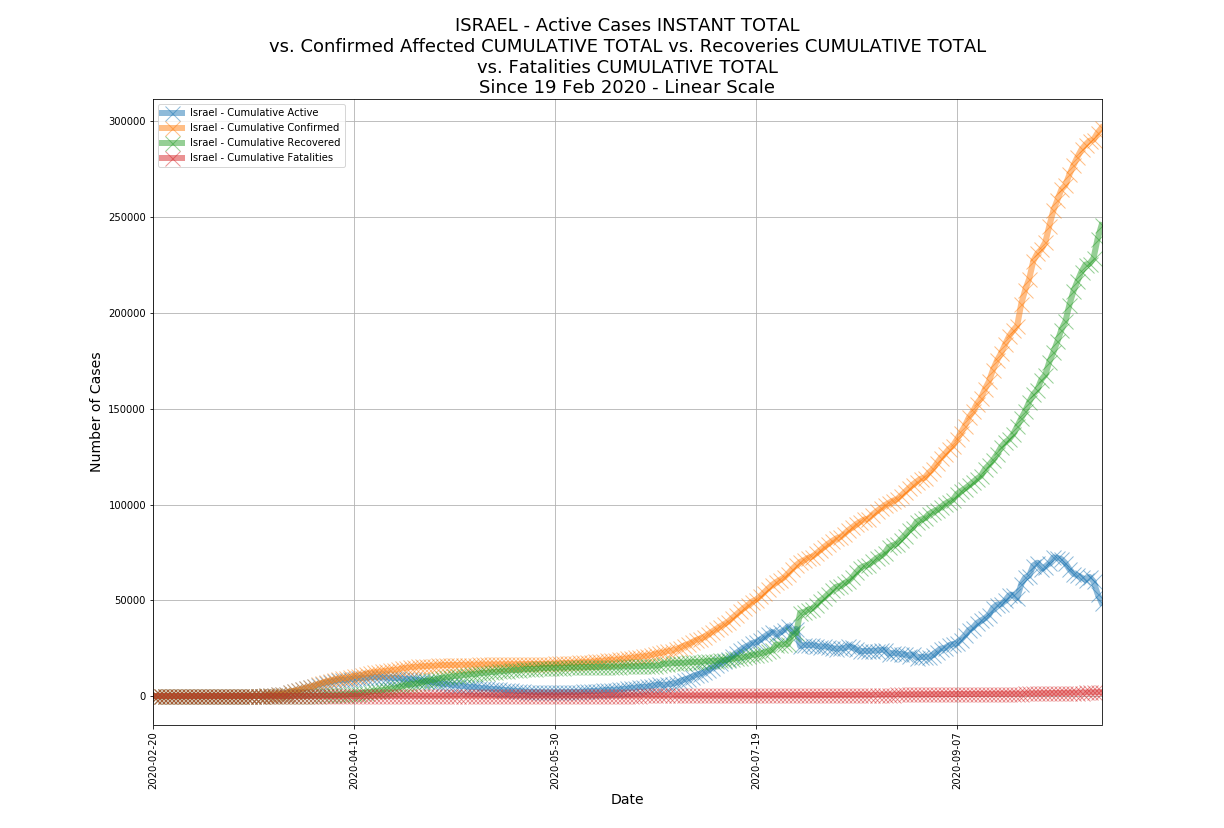 ISRAEL - Active Cases INSTANT TOTAL
vs. Confirmed Affected CUMULATIVE TOTAL vs. Recoveries CUMULATIVE TOTAL
vs. Fatalities CUMULATIVE TOTAL
Since 19 Feb 2020 - Linear Scale
Israel - Cumulative Active
Israel - Cumulative Confirmed
Israel - Cumulative Recovered
Israel - Cumulative Fatalities
300000
250000
200000
150000
100000
50000
0
Number of Cases
2020-02-20
2020-04-10
2020-05-30
2020-07-19
2020-09-07
Date